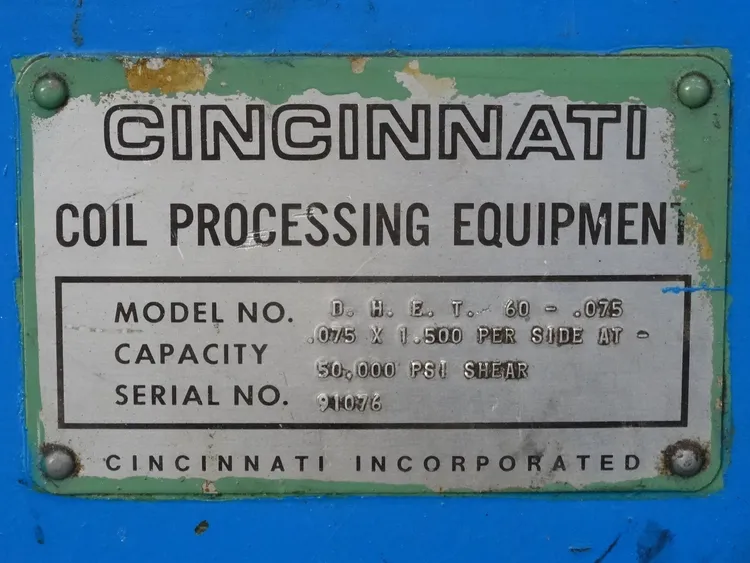 CINCINNATI
COIL PROCESSING EQUIPMENT
MODEL NO. D. H. E. T. 60 - .075
CAPACITY .075 X 1.500 PER SIDE AT -
50,000 PSI SHEAR
SERIAL NO. 91076
CINCINNATI INCORPORATED